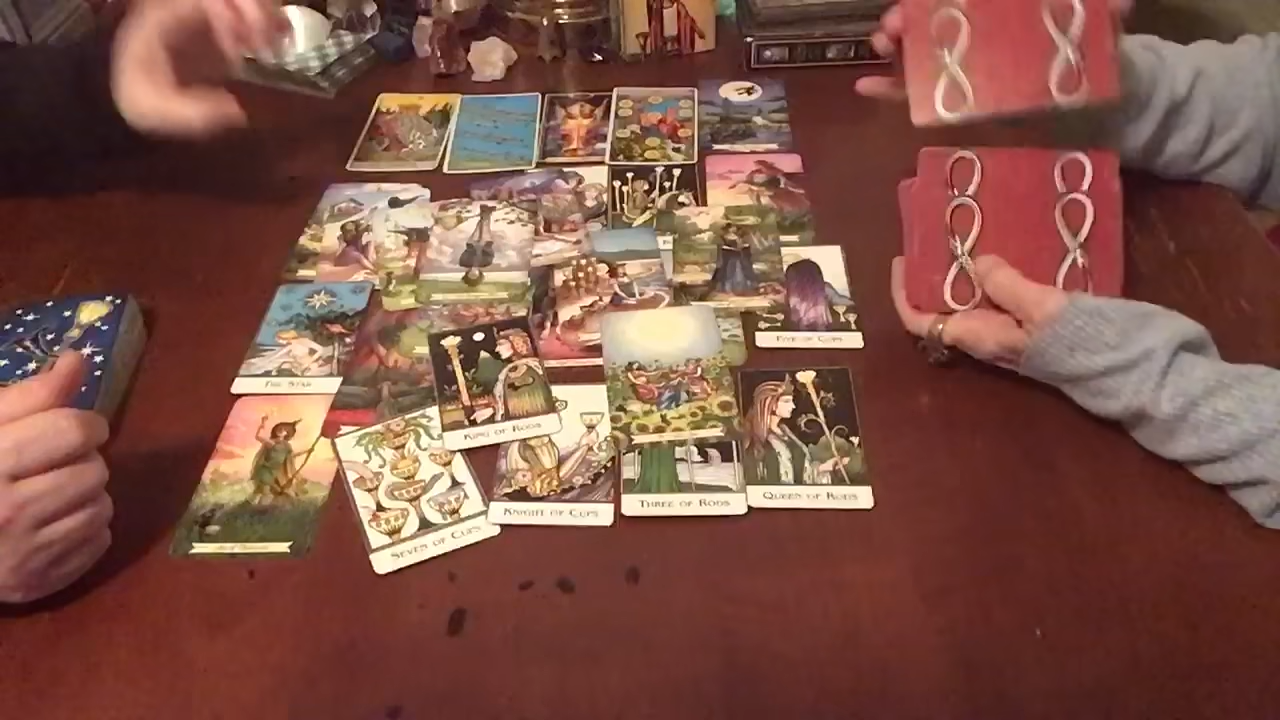 FIVE OF CUPS
THE STAR
KING OF RODS
QUEEN OF RODS
THREE OF RODS
KNIGHT OF CUPS
SEVEN OF CUPS